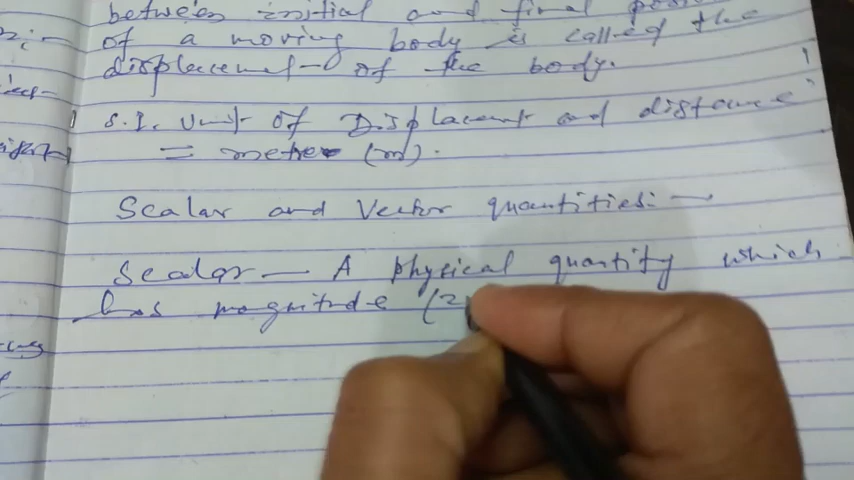 between initial and final
of a moving body is called the
displacement of the body.
S.I. Unit of Displacement and distance
= metre (m).
Scalar and Vector quantities:—
Scalar — A physical quantity which
has magnitude (2